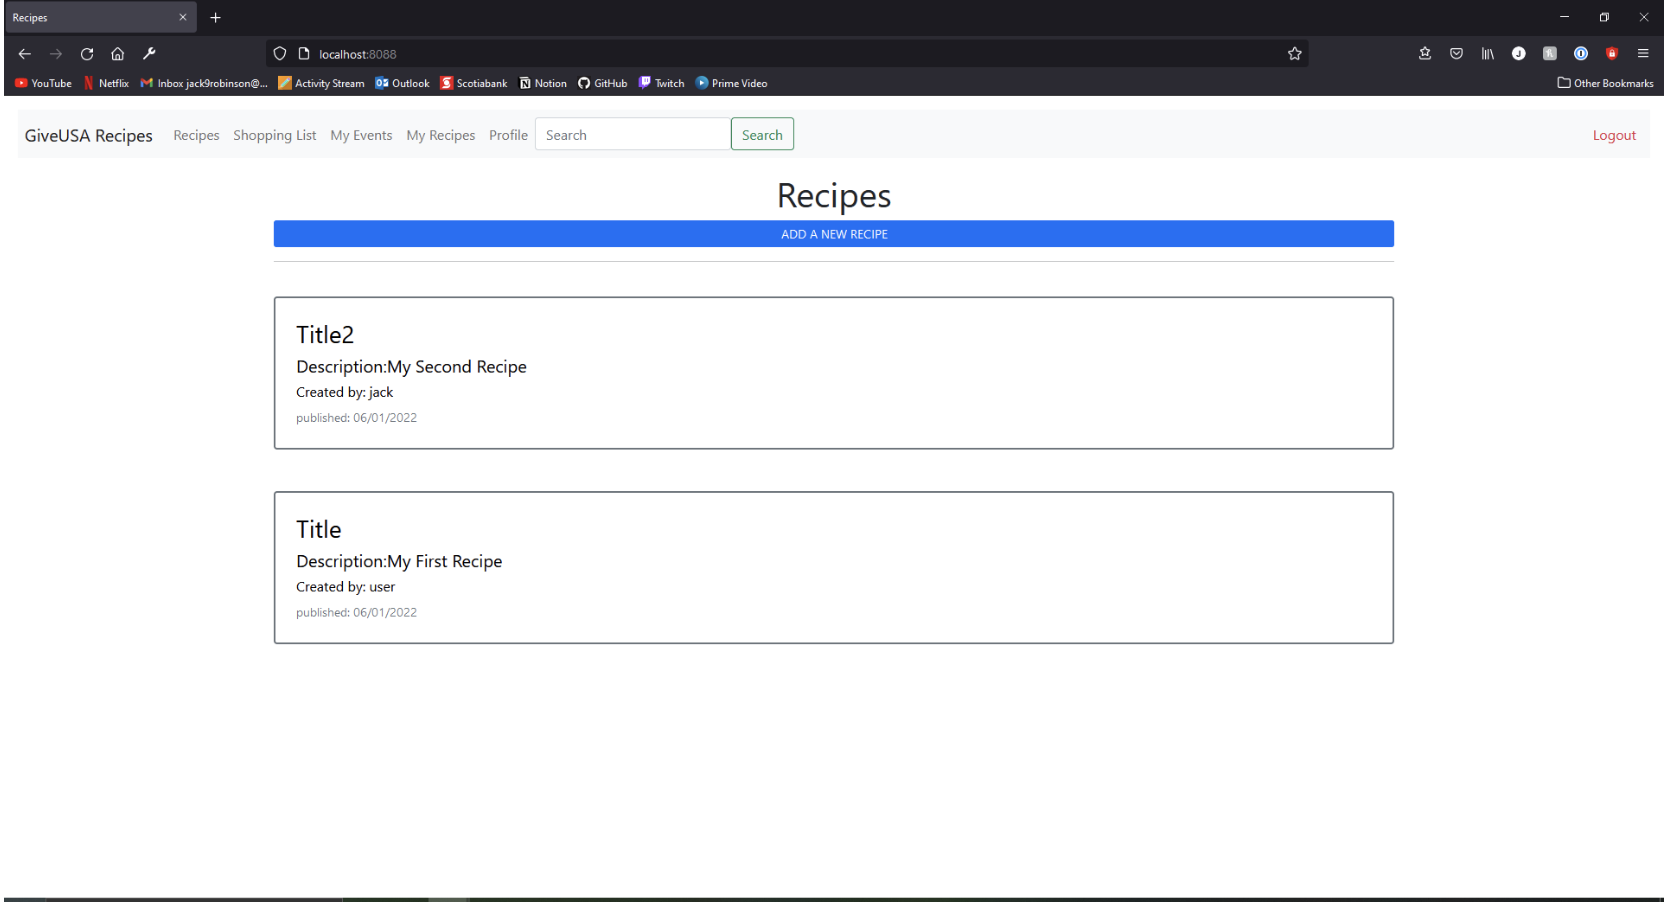 Recipes
localhost:8088
YouTube Netflix Inbox jack9robinson@... Activity Stream Outlook Scotiabank Notion GitHub Twitch Prime Video Other Bookmarks
GiveUSA Recipes Recipes Shopping List My Events My Recipes Profile Search Search Logout
Recipes
ADD A NEW RECIPE
Title2
Description:My Second Recipe
Created by: jack
published: 06/01/2022
Title
Description:My First Recipe
Created by: user
published: 06/01/2022